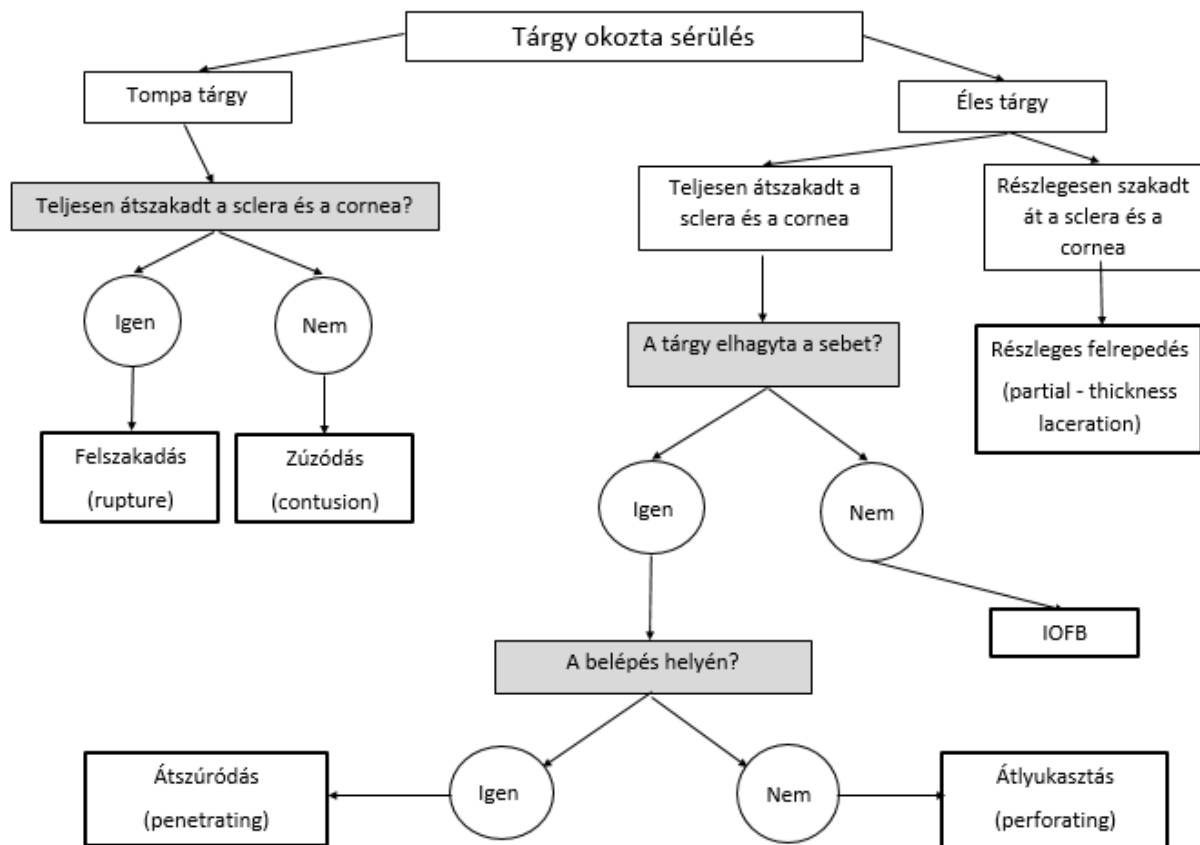 Tárgy okozta sérülés
Tompa tárgy
Éles tárgy
Teljesen átszakadt a sclera és a cornea?
Teljesen átszakadt a
sclera és a cornea
Részlegesen szakadt
át a sclera és a
cornea
Igen
Nem
A tárgy elhagyta a sebet?
Részleges felrepedés
(partial - thickness
laceration)
Felszakadás
(rupture)
Zúzódás
(contusion)
Igen
Nem
IOFB
A belépés helyén?
Átszúródás
(penetrating)
Igen
Nem
Átlyukasztás
(perforating)